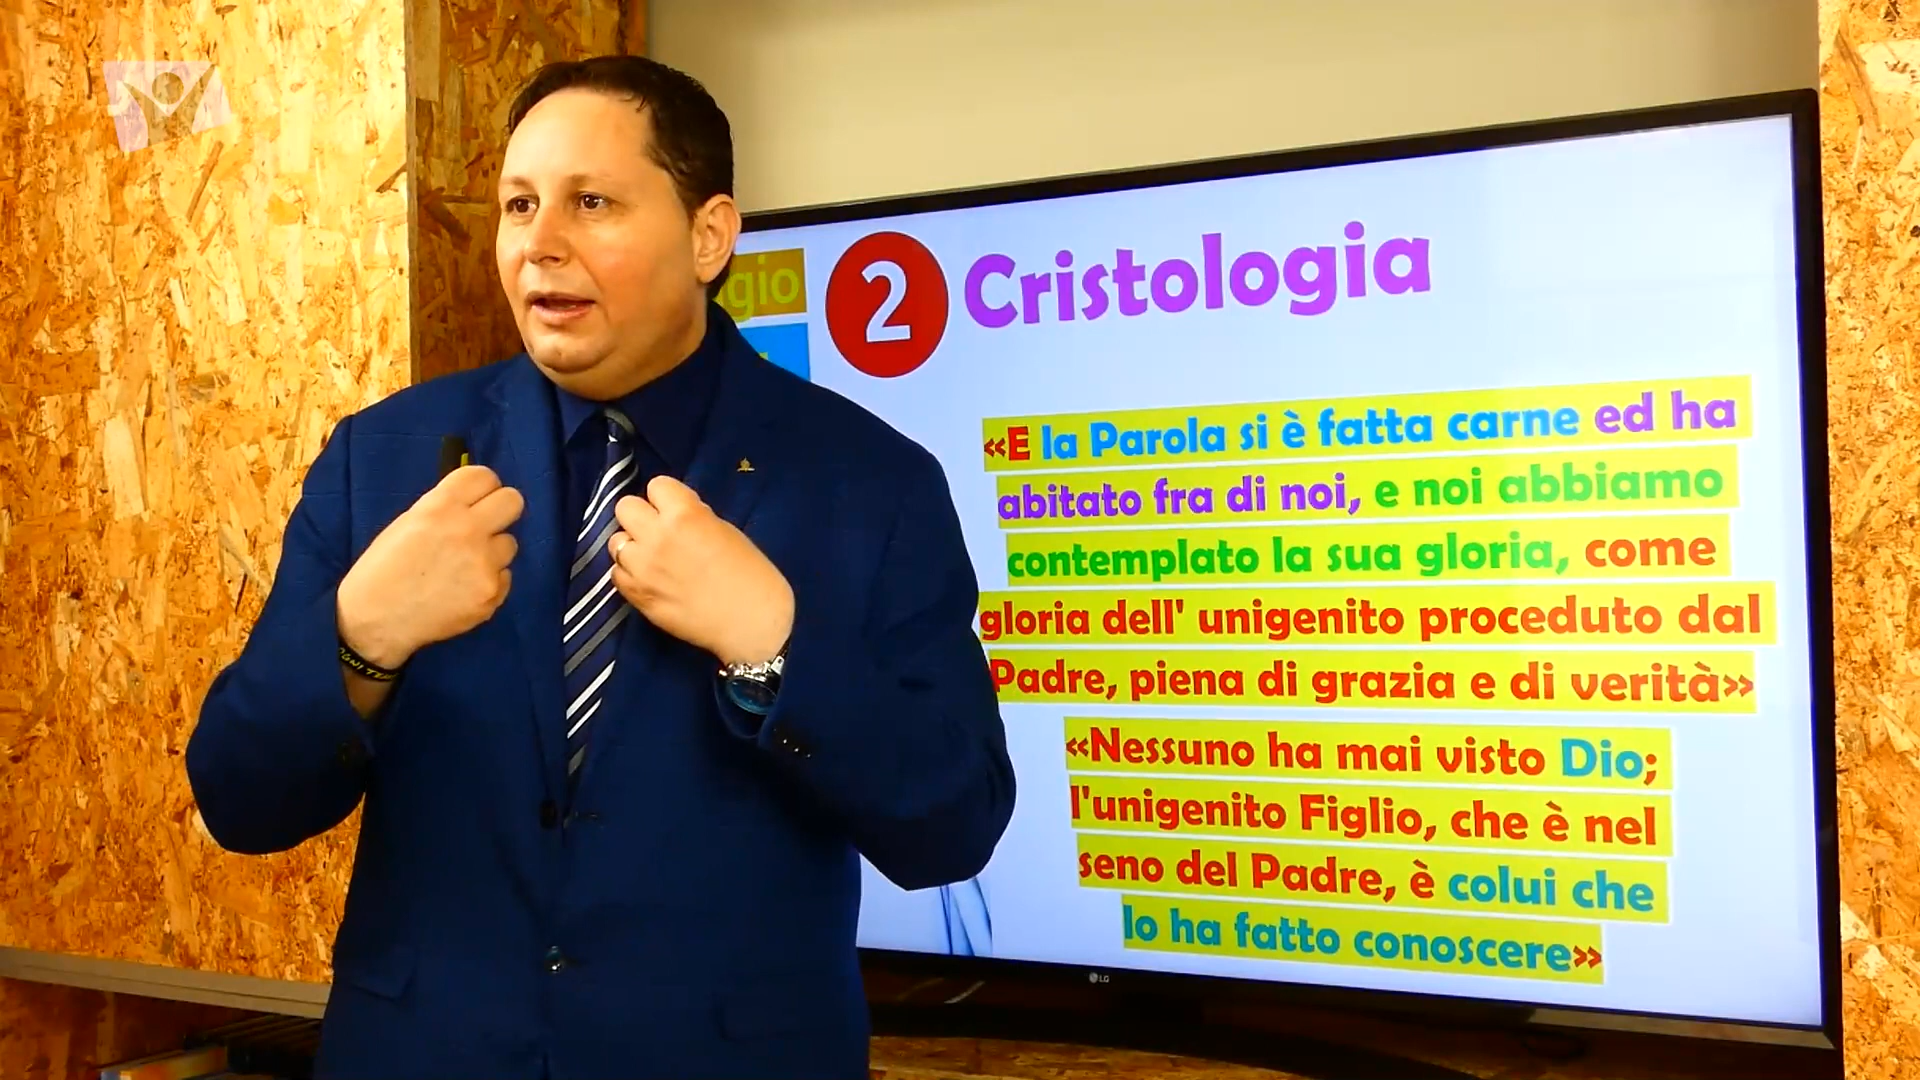 2 Cristologia
«E la Parola si è fatta carne ed ha
abitato fra di noi, e noi abbiamo
contemplato la sua gloria, come
gloria dell' unigenito proceduto dal
Padre, piena di grazia e di verità»
«Nessuno ha mai visto Dio;
l'unigenito Figlio, che è nel
seno del Padre, è colui che
lo ha fatto conoscere»
LG